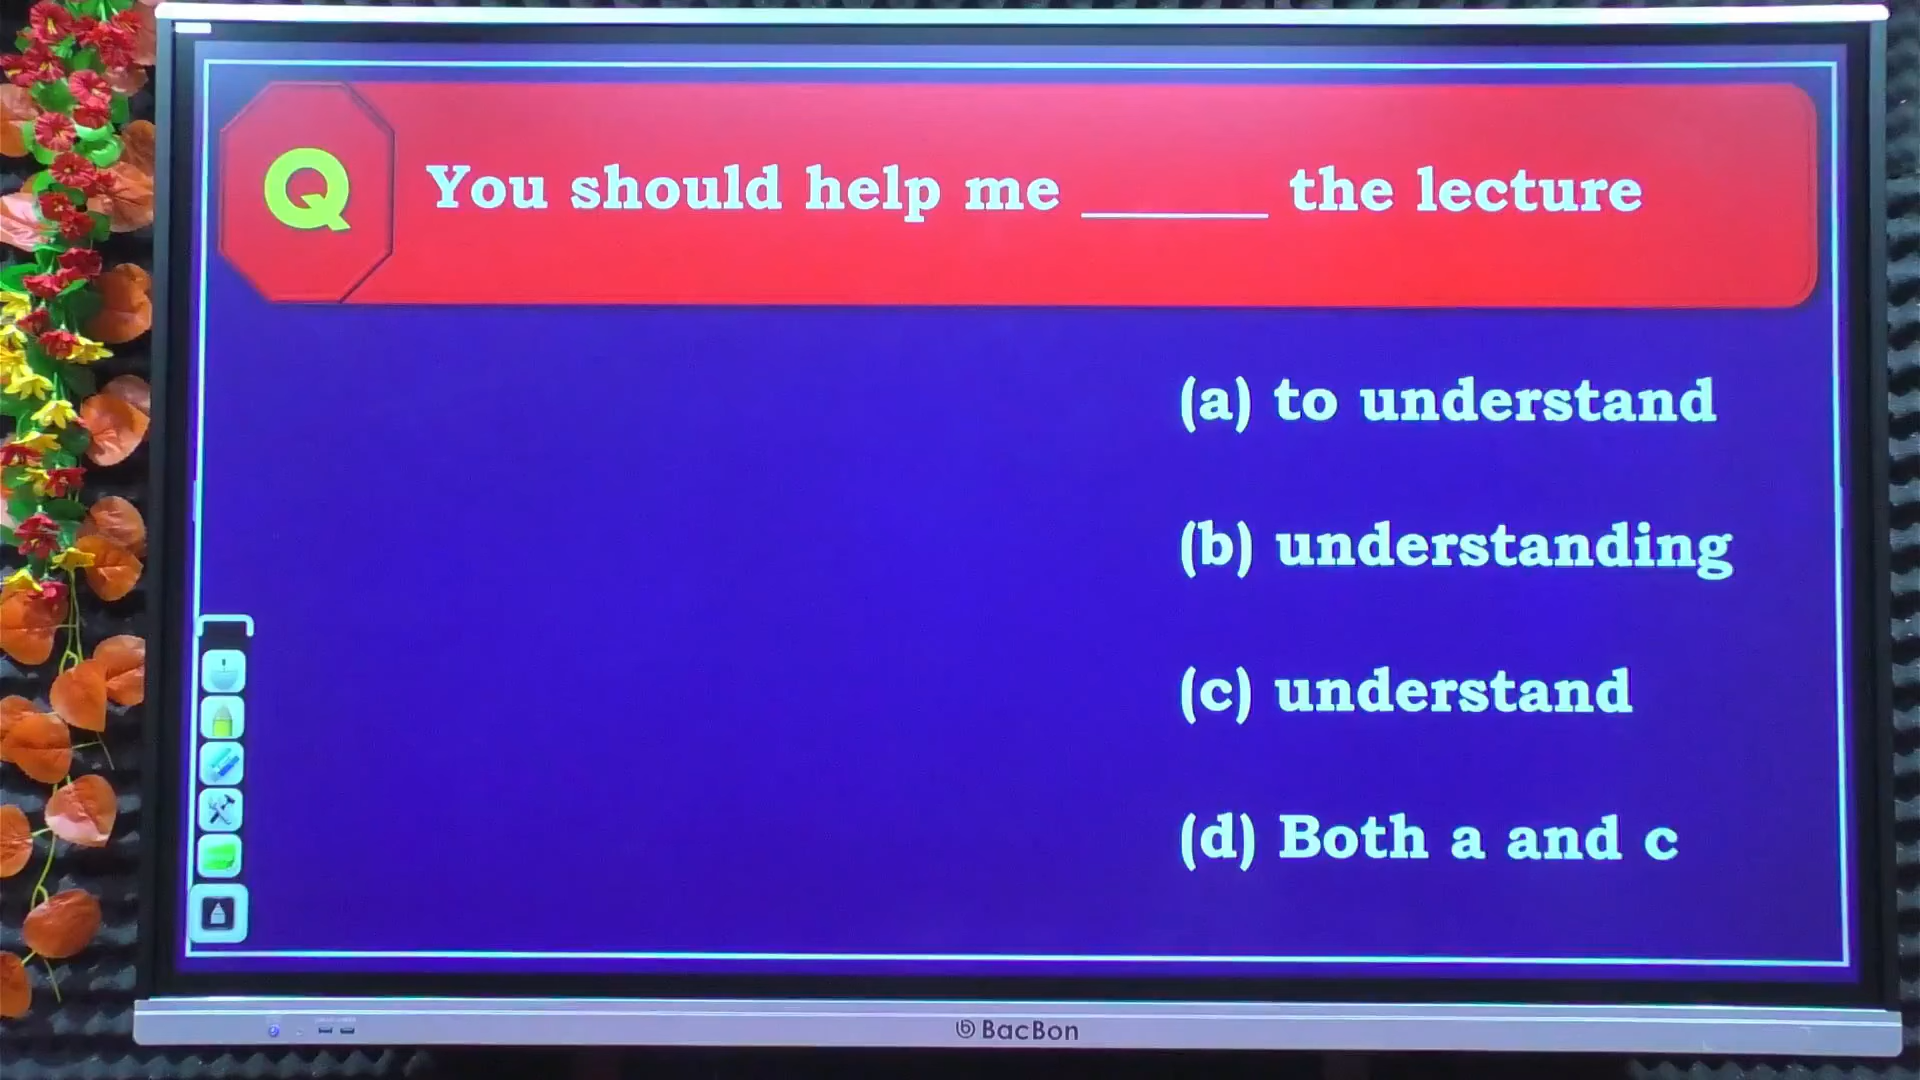 Q You should help me ______ the lecture
(a) to understand
(b) understanding
(c) understand
(d) Both a and c
BacBon